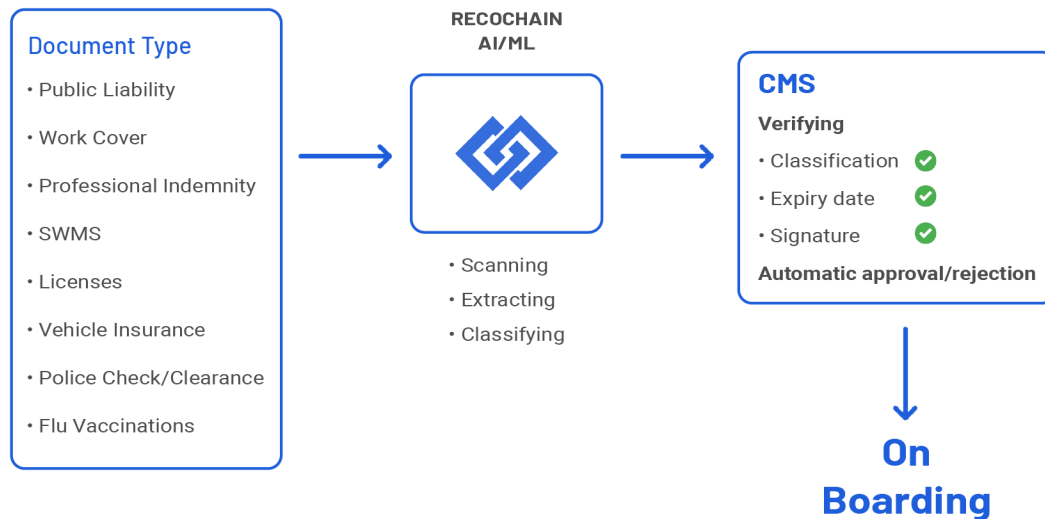 Document Type
• Public Liability
• Work Cover
• Professional Indemnity
• SWMS
• Licenses
• Vehicle Insurance
• Police Check/Clearance
• Flu Vaccinations
RECOCHAIN
AI/ML
• Scanning
• Extracting
• Classifying
CMS
Verifying
• Classification
• Expiry date
• Signature
Automatic approval/rejection
On
Boarding